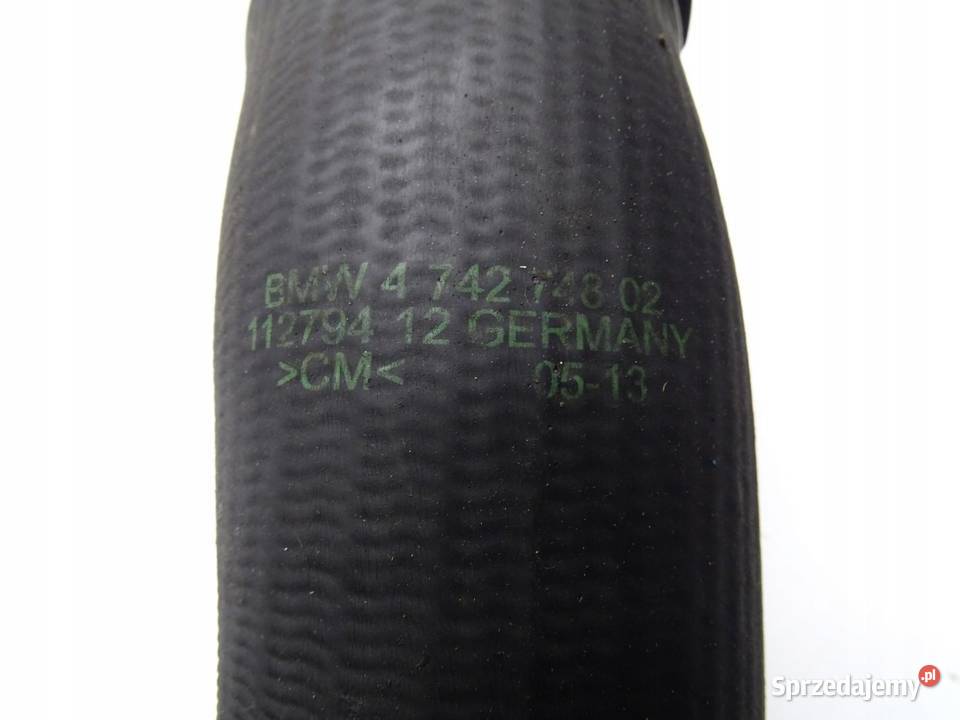 BMW 4 742 748 02
112794 12 GERMANY
>CM< 05-13
Sprzedajemy.pl